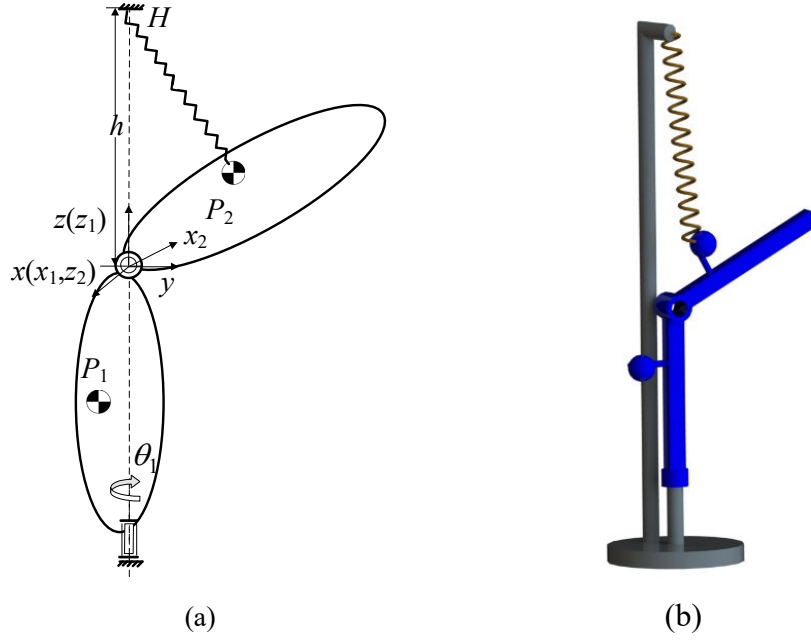 H
h
P₂
z(z₁)
x₂
x(x₁,z₂)
y
P₁
θ₁
(a)
(b)